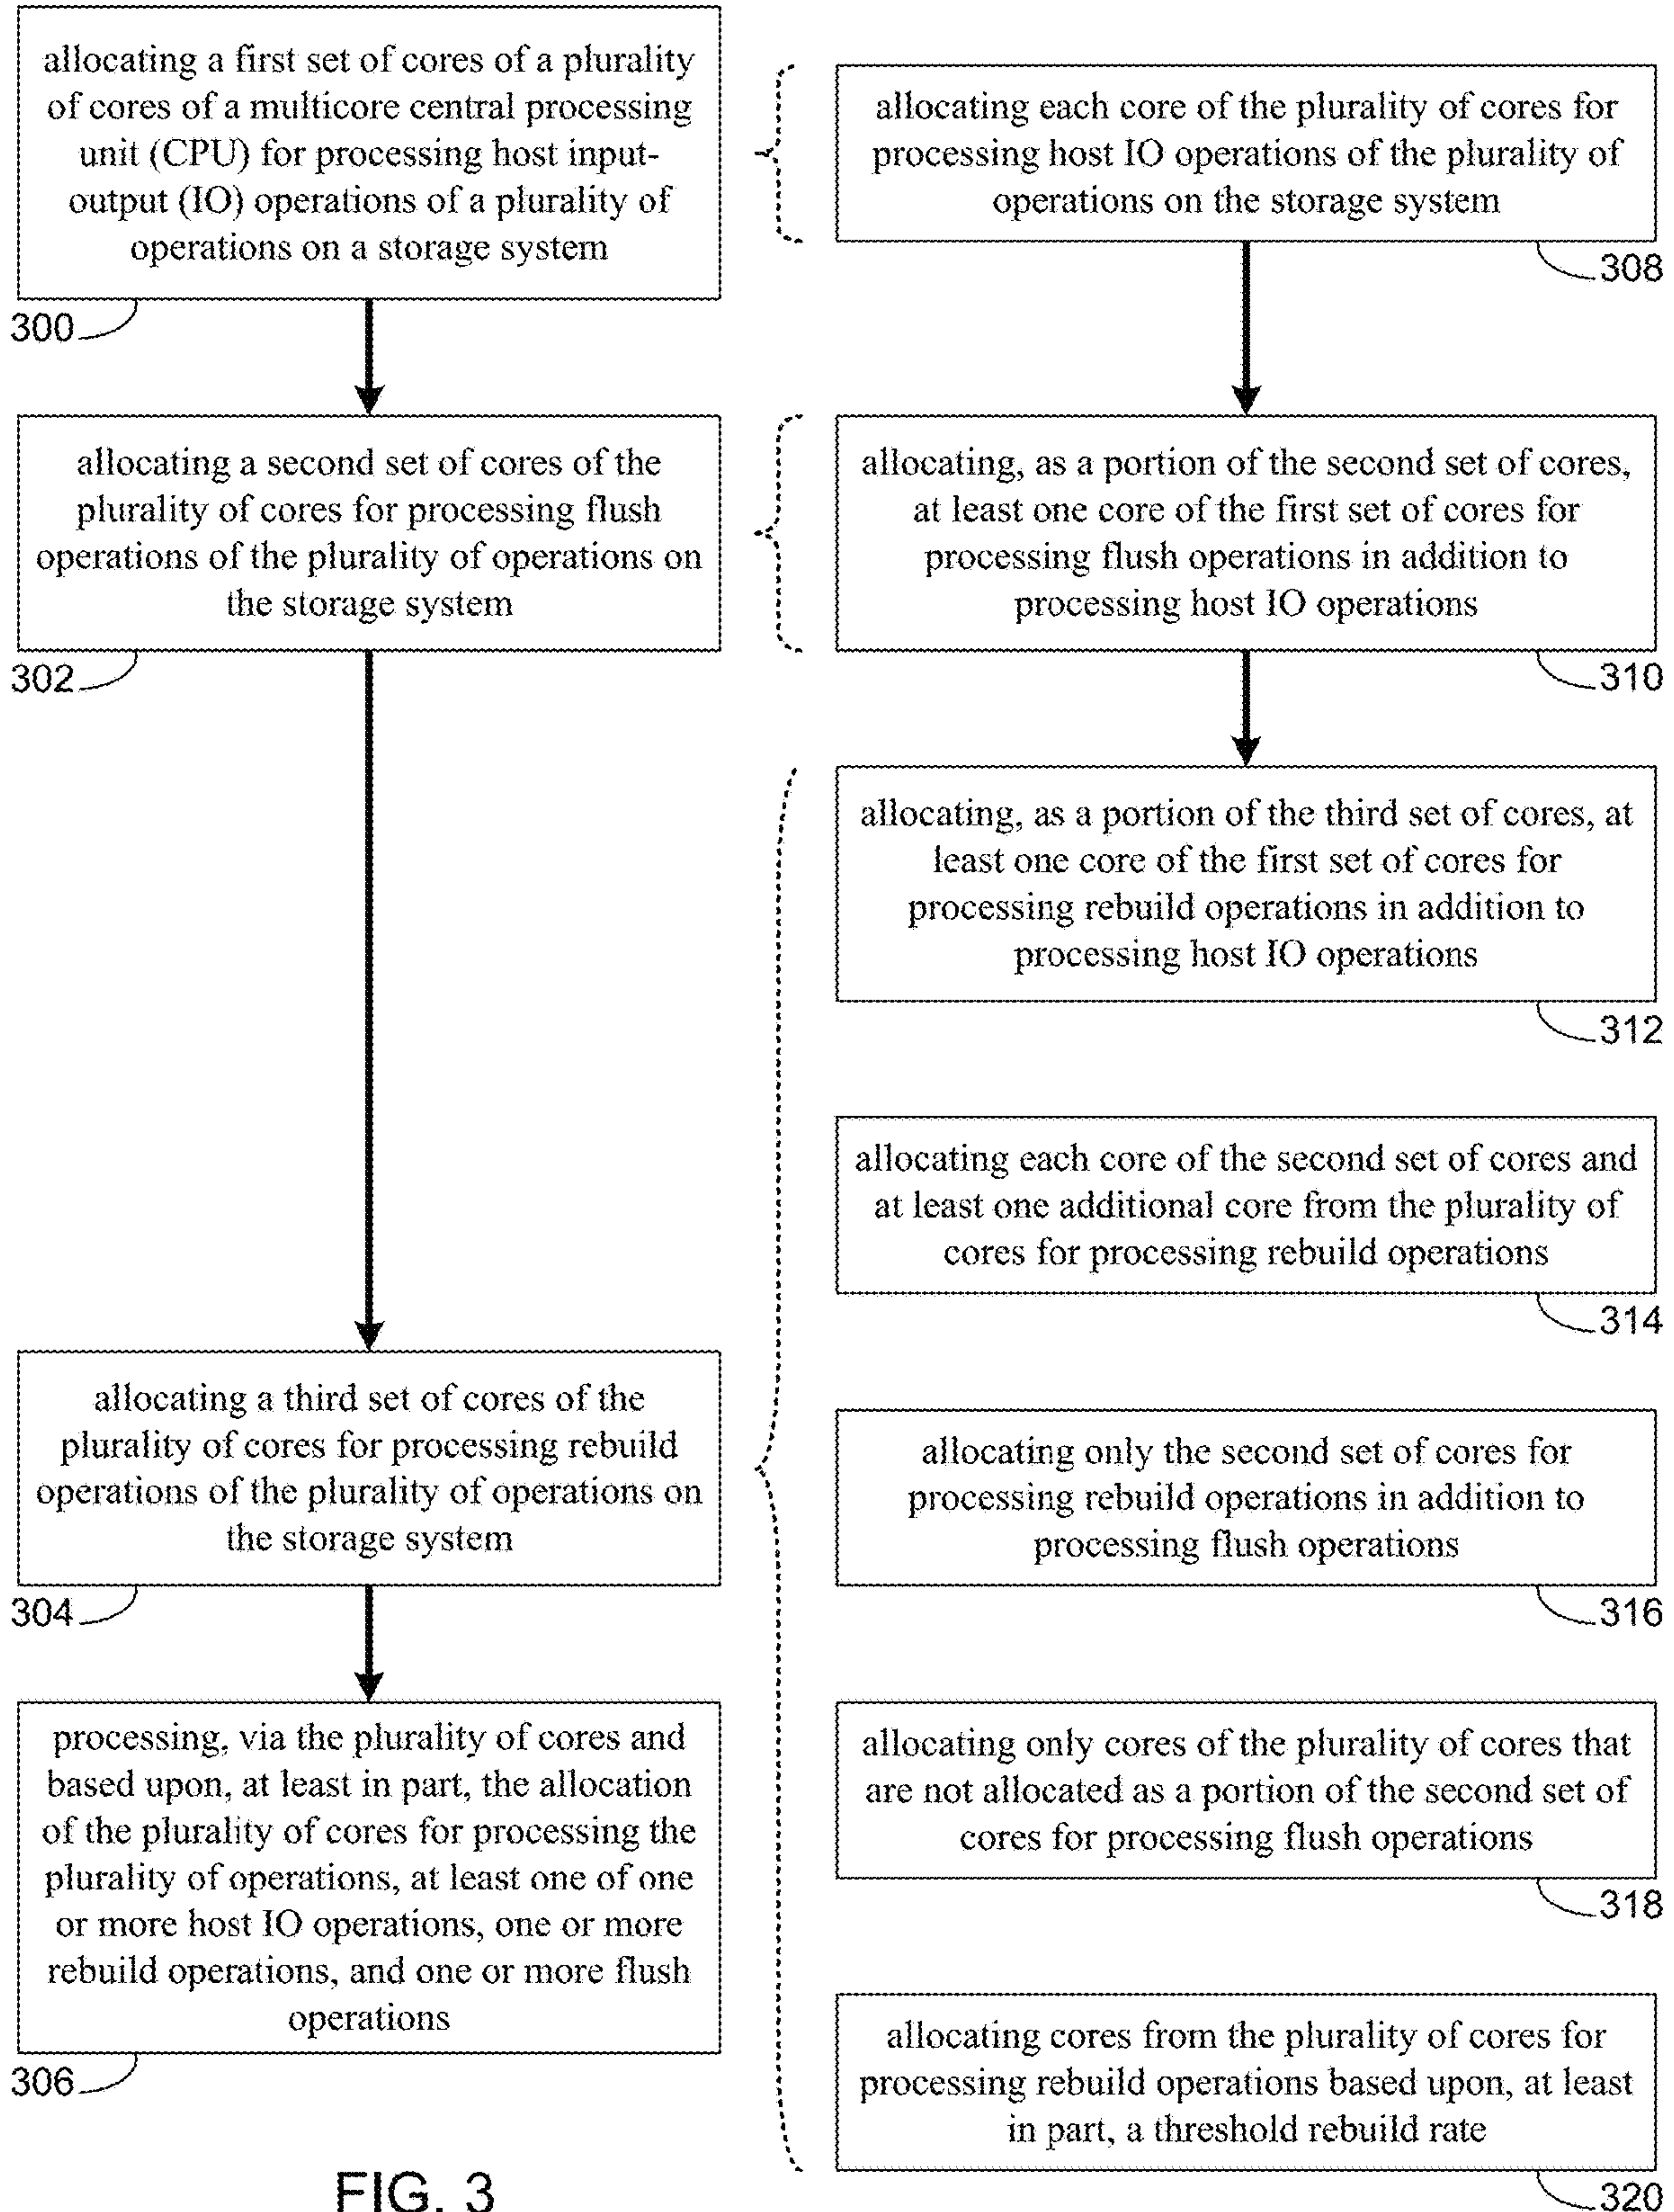 allocating a first set of cores of a plurality
of cores of a multicore central processing
unit (CPU) for processing host input-
output (IO) operations of a plurality of
operations on a storage system
300
allocating a second set of cores of the
plurality of cores for processing flush
operations of the plurality of operations on
the storage system
302
allocating a third set of cores of the
plurality of cores for processing rebuild
operations of the plurality of operations on
the storage system
304
processing, via the plurality of cores and
based upon, at least in part, the allocation
of the plurality of cores for processing the
plurality of operations, at least one of one
or more host IO operations, one or more
rebuild operations, and one or more flush
operations
306
allocating each core of the plurality of cores for
processing host IO operations of the plurality of
operations on the storage system
308
allocating, as a portion of the second set of cores,
at least one core of the first set of cores for
processing flush operations in addition to
processing host IO operations
310
allocating, as a portion of the third set of cores, at
least one core of the first set of cores for
processing rebuild operations in addition to
processing host IO operations
312
allocating each core of the second set of cores and
at least one additional core from the plurality of
cores for processing rebuild operations
314
allocating only the second set of cores for
processing rebuild operations in addition to
processing flush operations
316
allocating only cores of the plurality of cores that
are not allocated as a portion of the second set of
cores for processing flush operations
318
allocating cores from the plurality of cores for
processing rebuild operations based upon, at least
in part, a threshold rebuild rate
320
FIG. 3